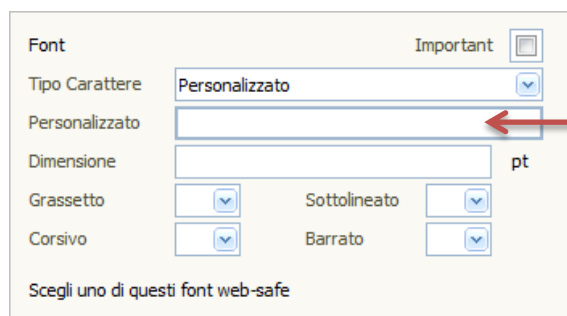 Font Important
Tipo Carattere Personalizzato
Personalizzato
Dimensione pt
Grassetto Sottolineato
Corsivo Barrato
Scegli uno di questi font web-safe